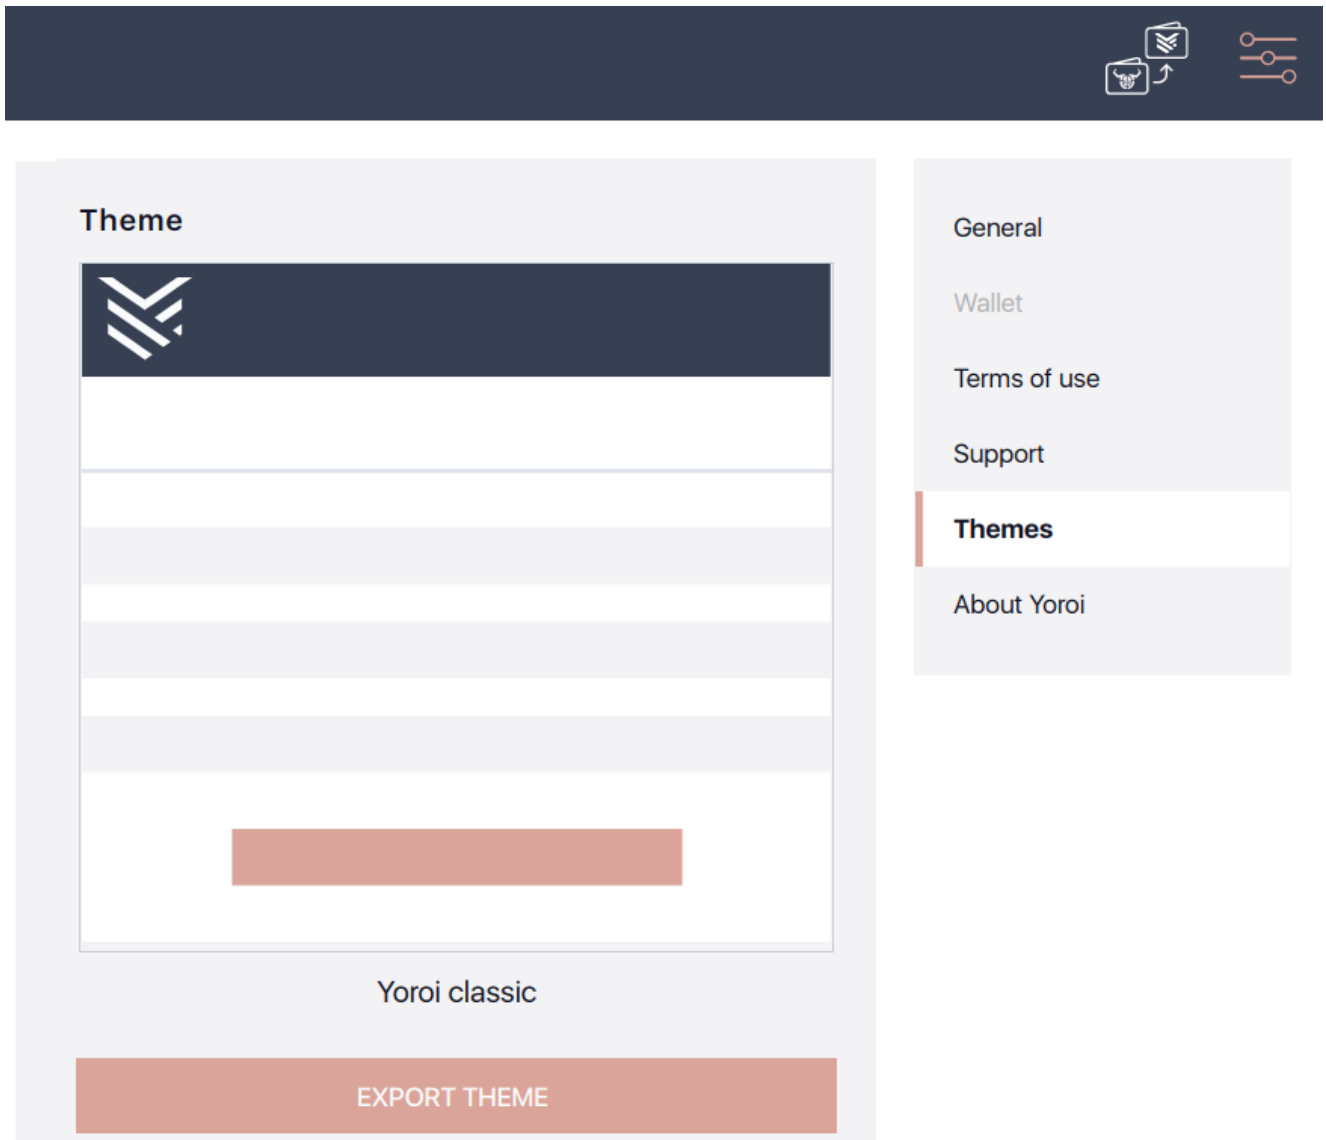 Theme
Yoroi classic
EXPORT THEME
General
Wallet
Terms of use
Support
Themes
About Yoroi